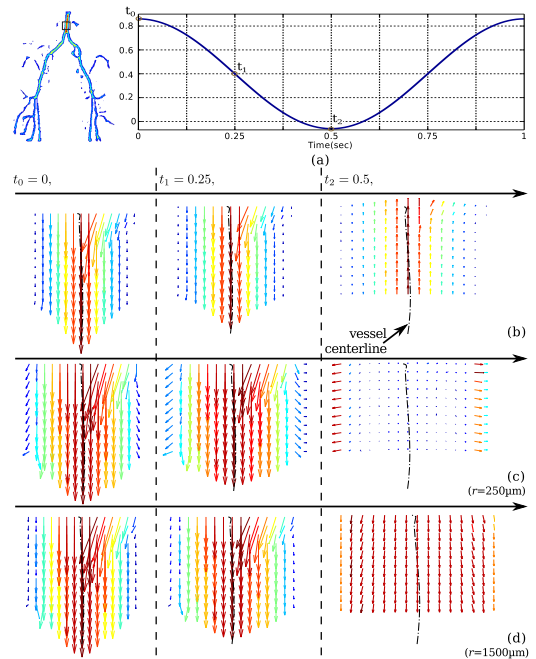 t₀
0.8
0.6
0.4
0.2
0
t₁
t₂
0 0.25 0.5 0.75 1
Time(sec)
(a)
t₀ = 0, t₁ = 0.25, t₂ = 0.5,
vessel
centerline
(b)
(c)
(r=250µm)
(d)
(r=1500µm)